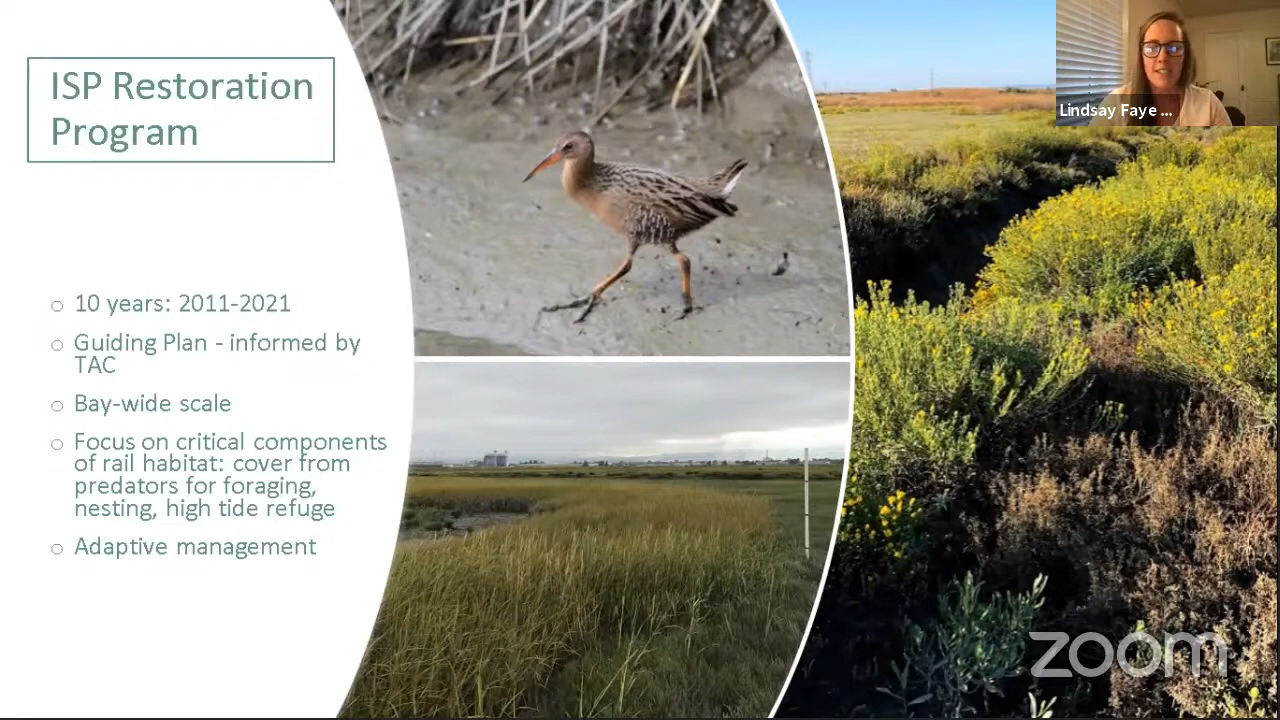 ISP Restoration
Program
Lindsay Faye ...
○ 10 years: 2011-2021
○ Guiding Plan - informed by
TAC
○ Bay-wide scale
○ Focus on critical components
of rail habitat: cover from
predators for foraging,
nesting, high tide refuge
○ Adaptive management
zoom